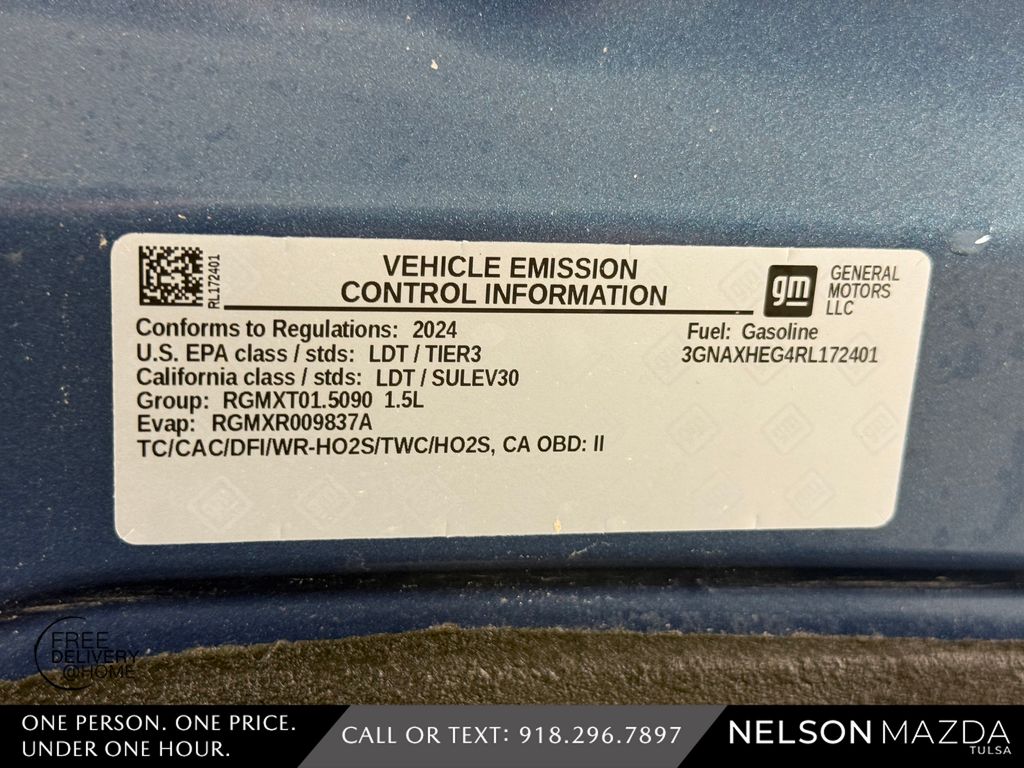 RL172401
VEHICLE EMISSION
CONTROL INFORMATION
gm
GENERAL
MOTORS
LLC
Conforms to Regulations: 2024
U.S. EPA class / stds: LDT / TIER3
California class / stds: LDT / SULEV30
Group: RGMXT01.5090 1.5L
Evap: RGMXR009837A
TC/CAC/DFI/WR-HO2S/TWC/HO2S, CA OBD: II
Fuel: Gasoline
3GNAXHEG4RL172401
FREE
DELIVERY
@HOME
ONE PERSON. ONE PRICE.
UNDER ONE HOUR.
CALL OR TEXT: 918.296.7897
NELSON MAZDA
TULSA